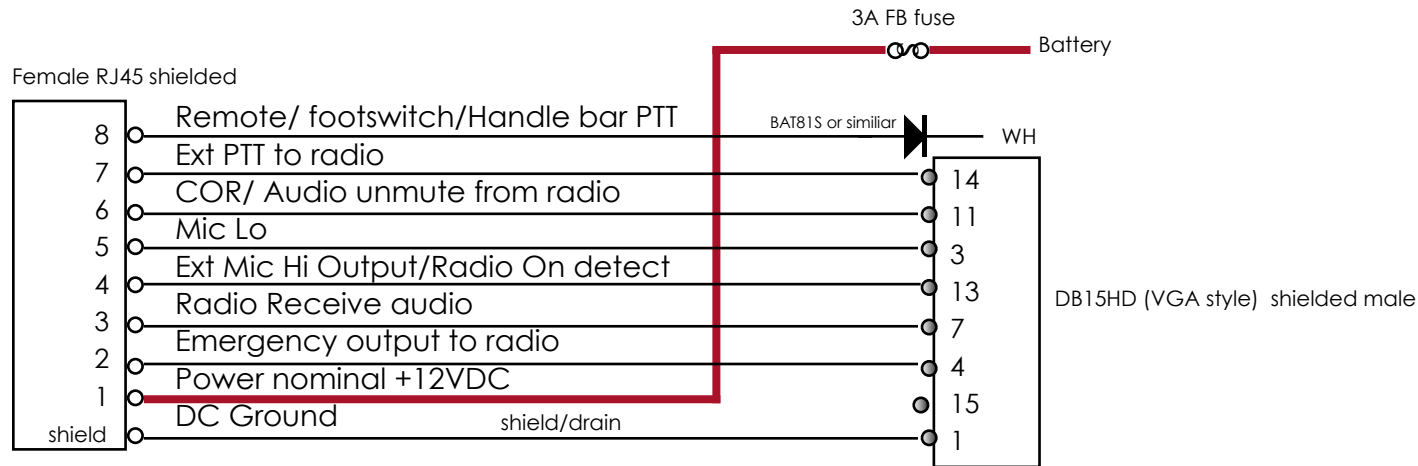 3A FB fuse
Battery
Female RJ45 shielded
8 Remote/ footswitch/Handle bar PTT BAT81S or similiar WH
7 Ext PTT to radio 14
6 COR/ Audio unmute from radio 11
5 Mic Lo 3
4 Ext Mic Hi Output/Radio On detect 13
DB15HD (VGA style) shielded male
3 Radio Receive audio 7
2 Emergency output to radio 4
1 Power nominal +12VDC 15
shield DC Ground shield/drain 1